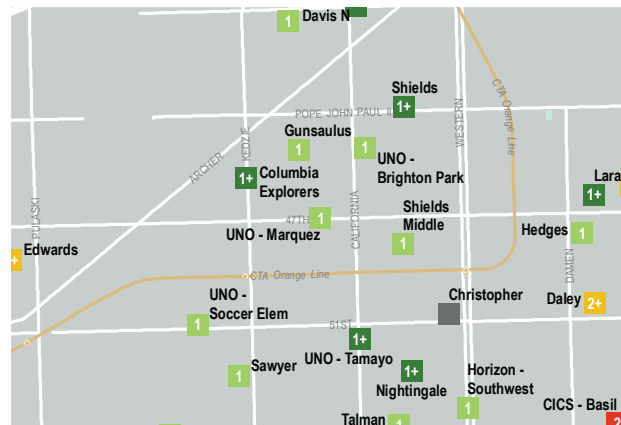 Davis N
1
Shields
1+
POPE JOHN PAUL II
CTA Orange Line
WESTERN
KEDZIE
Gunsaulus
1
1
UNO -
Brighton Park
ARCHER
1+
Columbia
Explorers
Lara
1+
PULASKI
CALIFORNIA
47TH
1
UNO - Marquez
Shields
Middle
1
Hedges
1
Edwards
+
CTA Orange Line
DAMEN
UNO -
Soccer Elem
1
Christopher
Daley
2+
51ST
1+
UNO - Tamayo
Sawyer
1
1+
Nightingale
Horizon -
Southwest
1
CICS - Basil
2
Talman
1